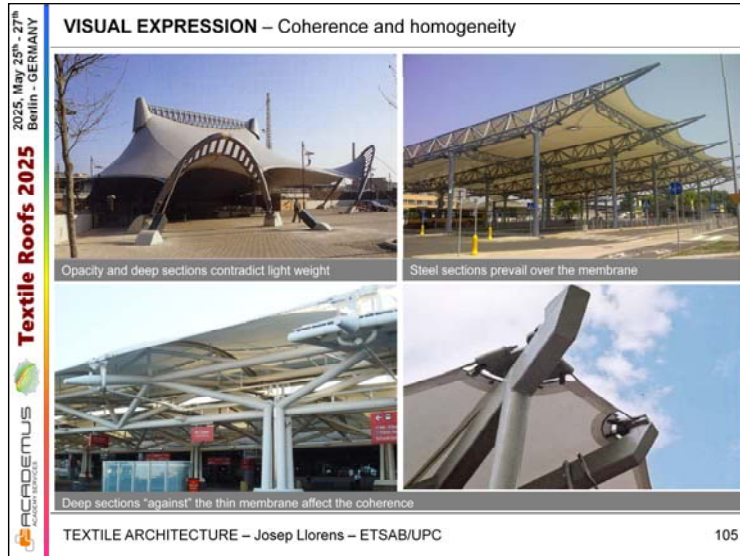 VISUAL EXPRESSION – Coherence and homogeneity
Opacity and deep sections contradict light weight
Steel sections prevail over the membrane
Deep sections “against” the thin membrane affect the coherence
TEXTILE ARCHITECTURE – Josep Llorens – ETSAB/UPC
105
2025, May 25th - 27th
Berlin - GERMANY
Textile Roofs 2025
ACADEMUS
ACADEMY SERVICES